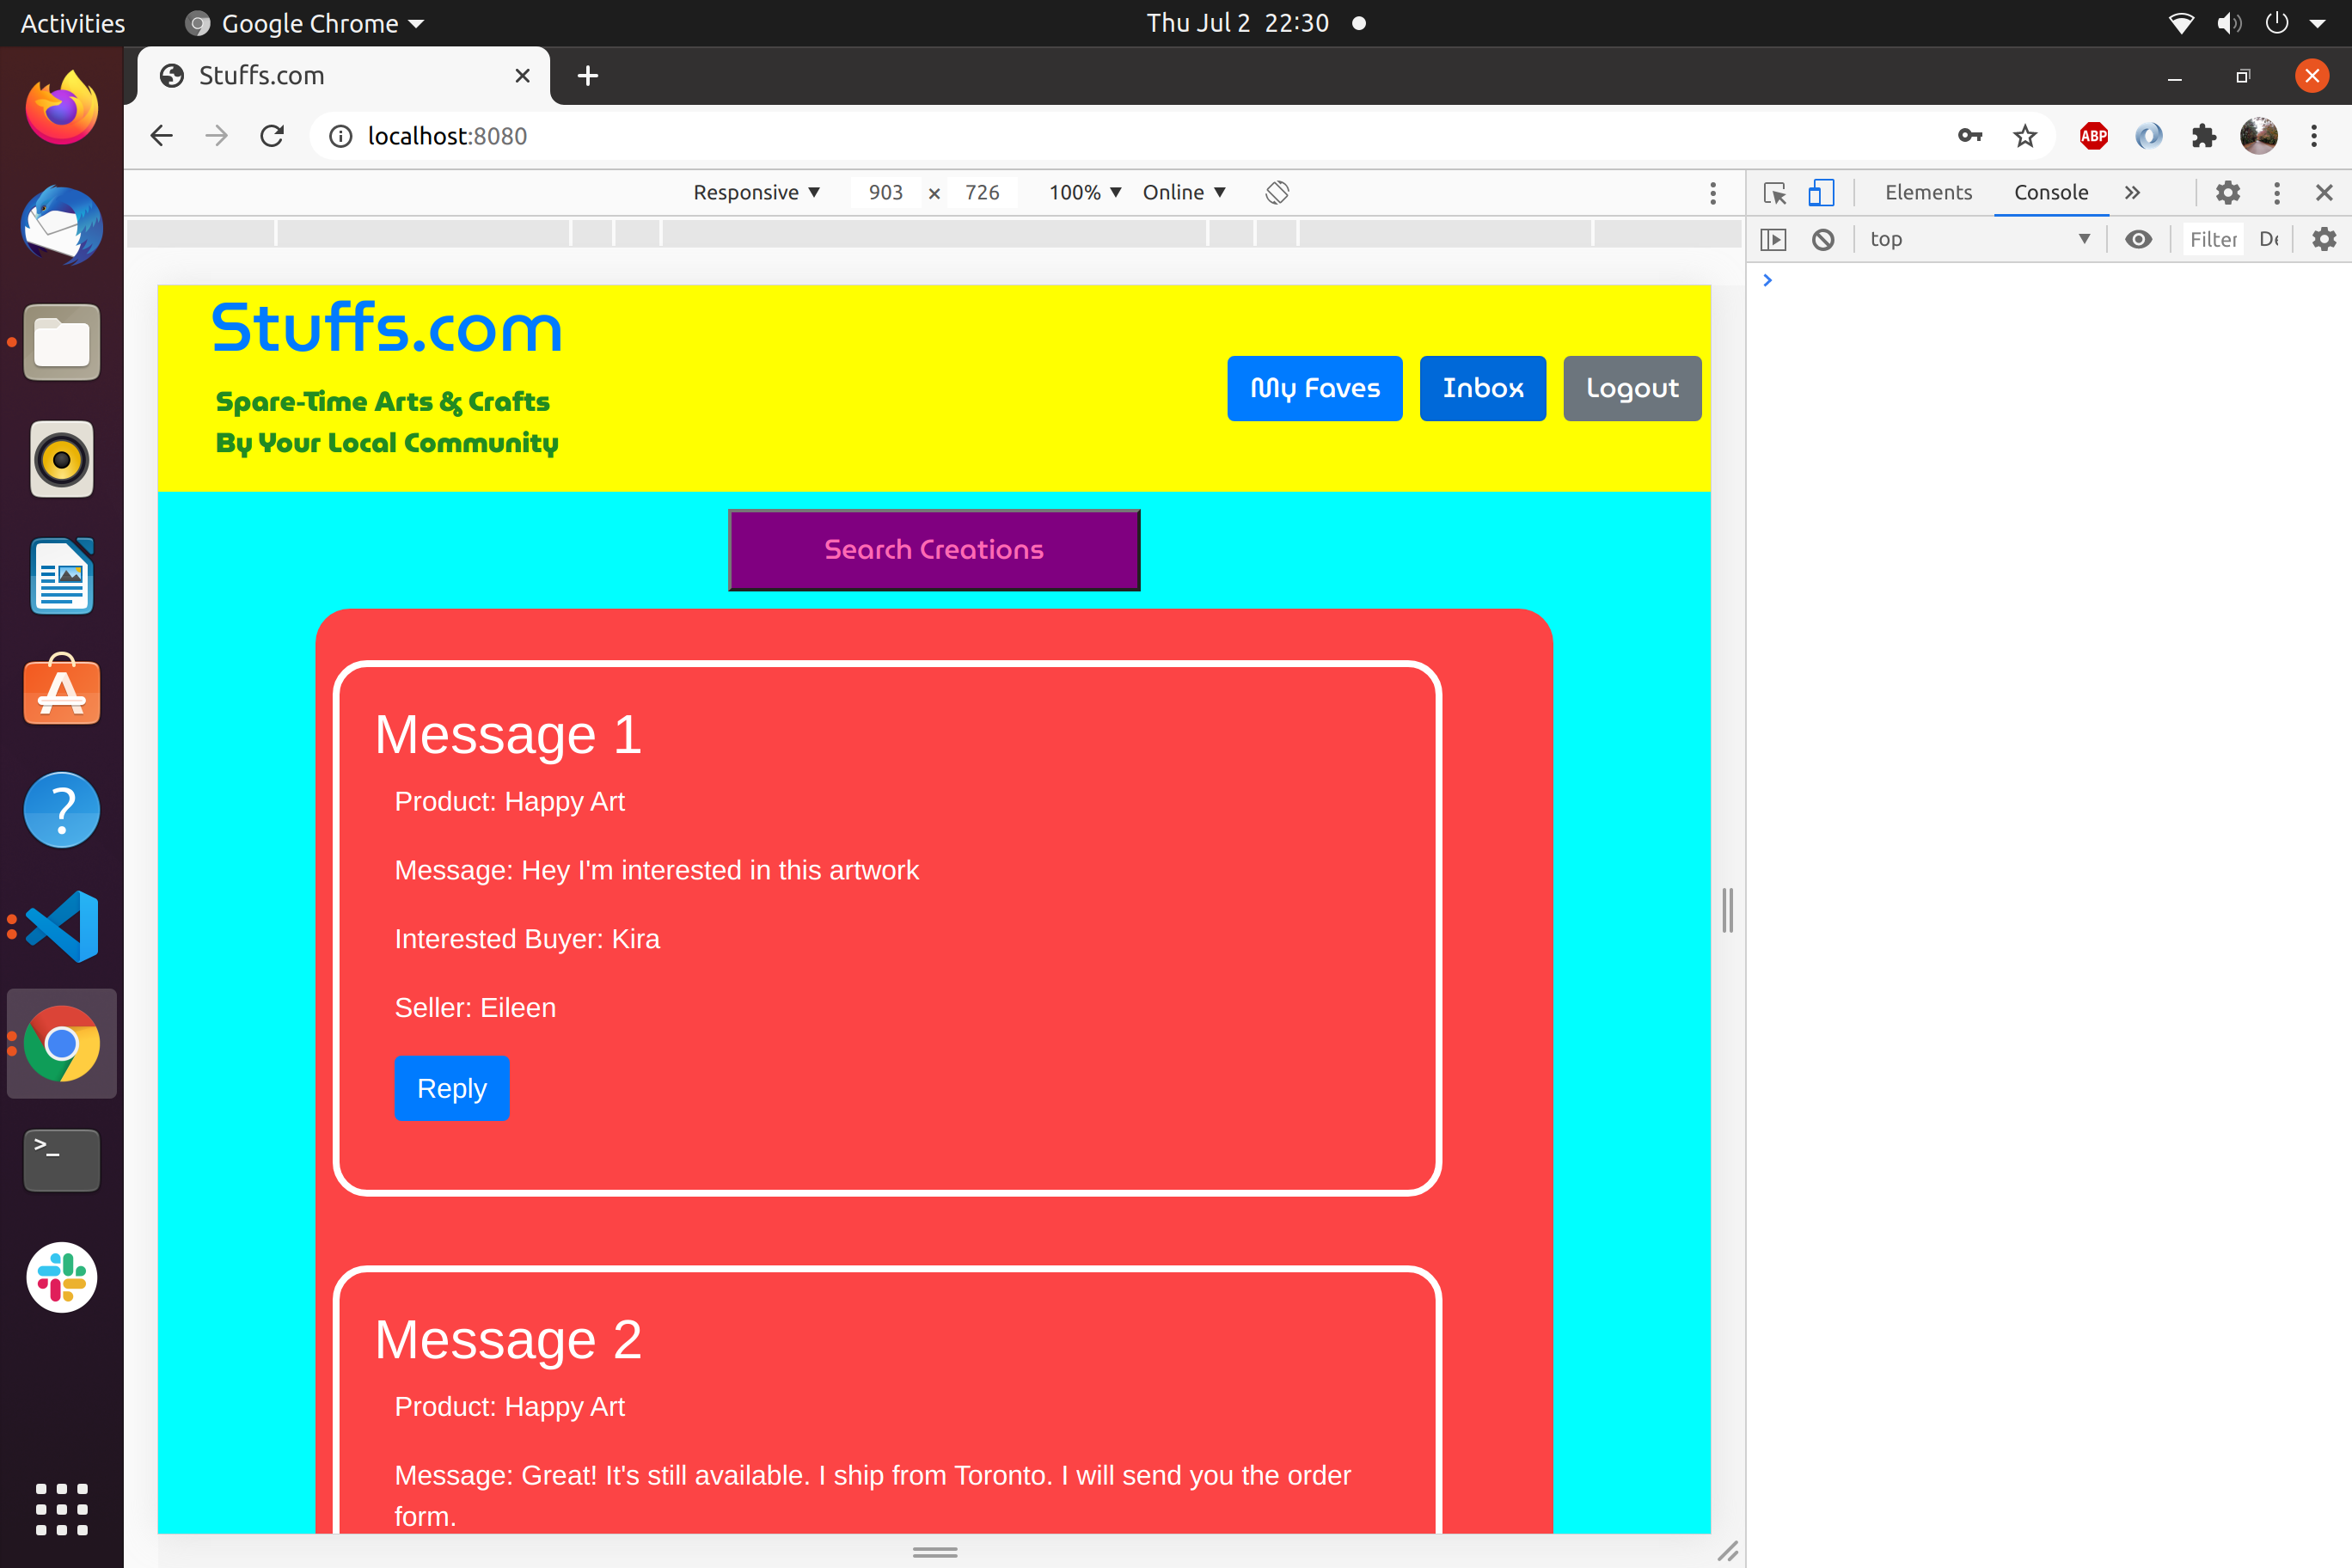 Activities
Google Chrome
Thu Jul 2 22:30
Stuffs.com
localhost:8080
ABP
Responsive
903 × 726
100%
Online
Elements
Console
top
Filter
De
Stuffs.com
Spare-Time Arts & Crafts
By Your Local Community
My Faves
Inbox
Logout
Search Creations
Message 1
Product: Happy Art
Message: Hey I'm interested in this artwork
Interested Buyer: Kira
Seller: Eileen
Reply
Message 2
Product: Happy Art
Message: Great! It's still available. I ship from Toronto. I will send you the order
form.